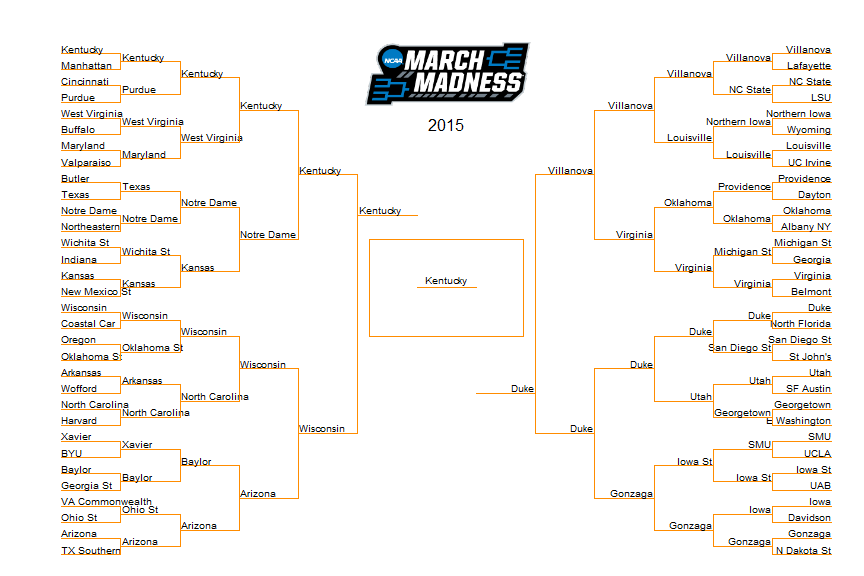 NCAA MARCH
MADNESS
2015
Kentucky
Manhattan
Cincinnati
Purdue
West Virginia
Buffalo
Maryland
Valparaiso
Butler
Texas
Notre Dame
Northeastern
Wichita St
Indiana
Kansas
New Mexico St
Wisconsin
Coastal Car
Oregon
Oklahoma St
Arkansas
Wofford
North Carolina
Harvard
Xavier
BYU
Baylor
Georgia St
VA Commonwealth
Ohio St
Arizona
TX Southern
Kentucky
Purdue
West Virginia
Maryland
Texas
Notre Dame
Wichita St
Kansas
Wisconsin
Oklahoma St
Arkansas
North Carolina
Xavier
Baylor
Ohio St
Arizona
Kentucky
West Virginia
Notre Dame
Kansas
Wisconsin
North Carolina
Baylor
Arizona
Kentucky
Notre Dame
Wisconsin
Arizona
Kentucky
Wisconsin
Kentucky
Kentucky
Duke
Villanova
Duke
Villanova
Virginia
Duke
Gonzaga
Villanova
Louisville
Oklahoma
Virginia
Duke
Utah
Iowa St
Gonzaga
Villanova
NC State
Northern Iowa
Louisville
Providence
Oklahoma
Michigan St
Virginia
Duke
San Diego St
Utah
Georgetown
SMU
Iowa St
Iowa
Gonzaga
Villanova
Lafayette
NC State
LSU
Northern Iowa
Wyoming
Louisville
UC Irvine
Providence
Dayton
Oklahoma
Albany NY
Michigan St
Georgia
Virginia
Belmont
Duke
North Florida
San Diego St
St John's
Utah
SF Austin
Georgetown
E Washington
SMU
UCLA
Iowa St
UAB
Iowa
Davidson
Gonzaga
N Dakota St